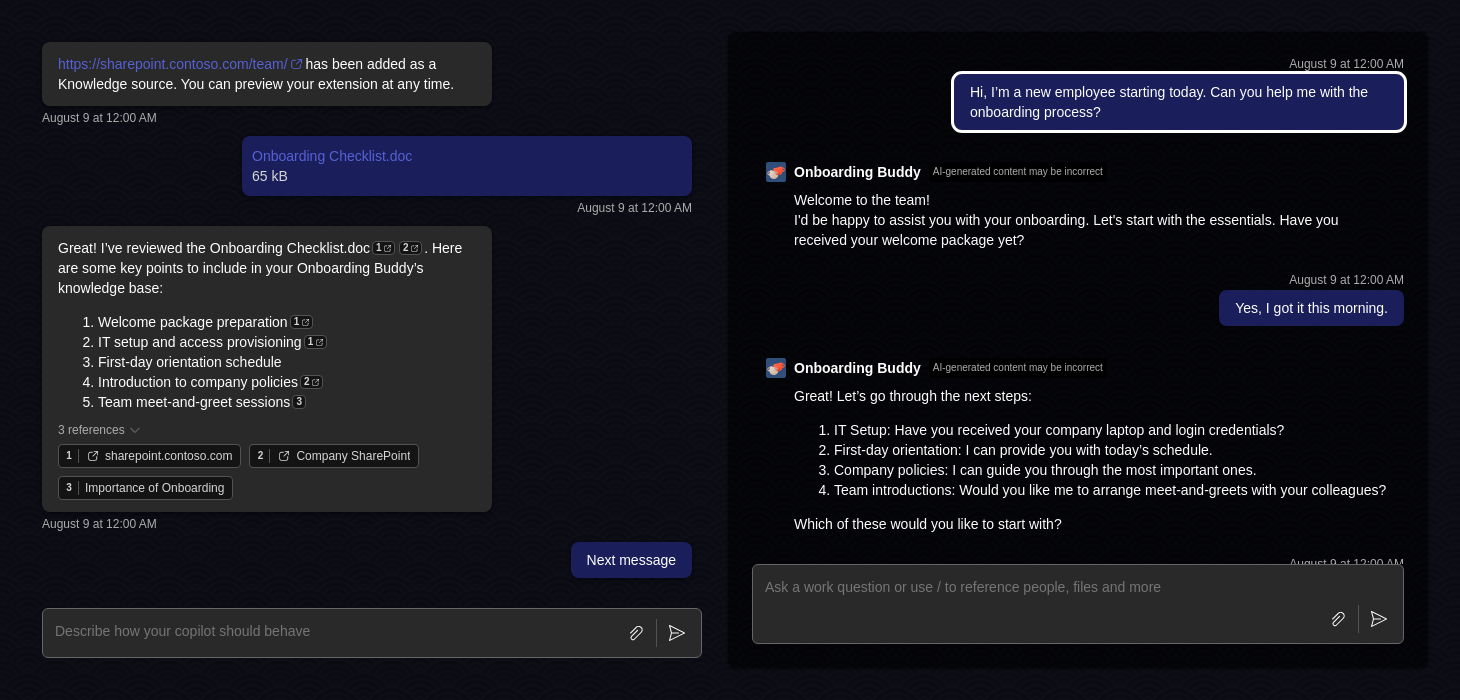 https://sharepoint.contoso.com/team/ has been added as a
Knowledge source. You can preview your extension at any time.
August 9 at 12:00 AM
Onboarding Checklist.doc
65 kB
August 9 at 12:00 AM
Great! I’ve reviewed the Onboarding Checklist.doc 1 2 . Here
are some key points to include in your Onboarding Buddy’s
knowledge base:
1. Welcome package preparation 1
2. IT setup and access provisioning 1
3. First-day orientation schedule
4. Introduction to company policies 2
5. Team meet-and-greet sessions 3
3 references
1 sharepoint.contoso.com 2 Company SharePoint
3 Importance of Onboarding
August 9 at 12:00 AM
Next message
Describe how your copilot should behave
August 9 at 12:00 AM
Hi, I’m a new employee starting today. Can you help me with the
onboarding process?
Onboarding Buddy AI-generated content may be incorrect
Welcome to the team!
I'd be happy to assist you with your onboarding. Let's start with the essentials. Have you
received your welcome package yet?
August 9 at 12:00 AM
Yes, I got it this morning.
Onboarding Buddy AI-generated content may be incorrect
Great! Let’s go through the next steps:
1. IT Setup: Have you received your company laptop and login credentials?
2. First-day orientation: I can provide you with today’s schedule.
3. Company policies: I can guide you through the most important ones.
4. Team introductions: Would you like me to arrange meet-and-greets with your colleagues?
Which of these would you like to start with?
August 9 at 12:00 AM
Ask a work question or use / to reference people, files and more